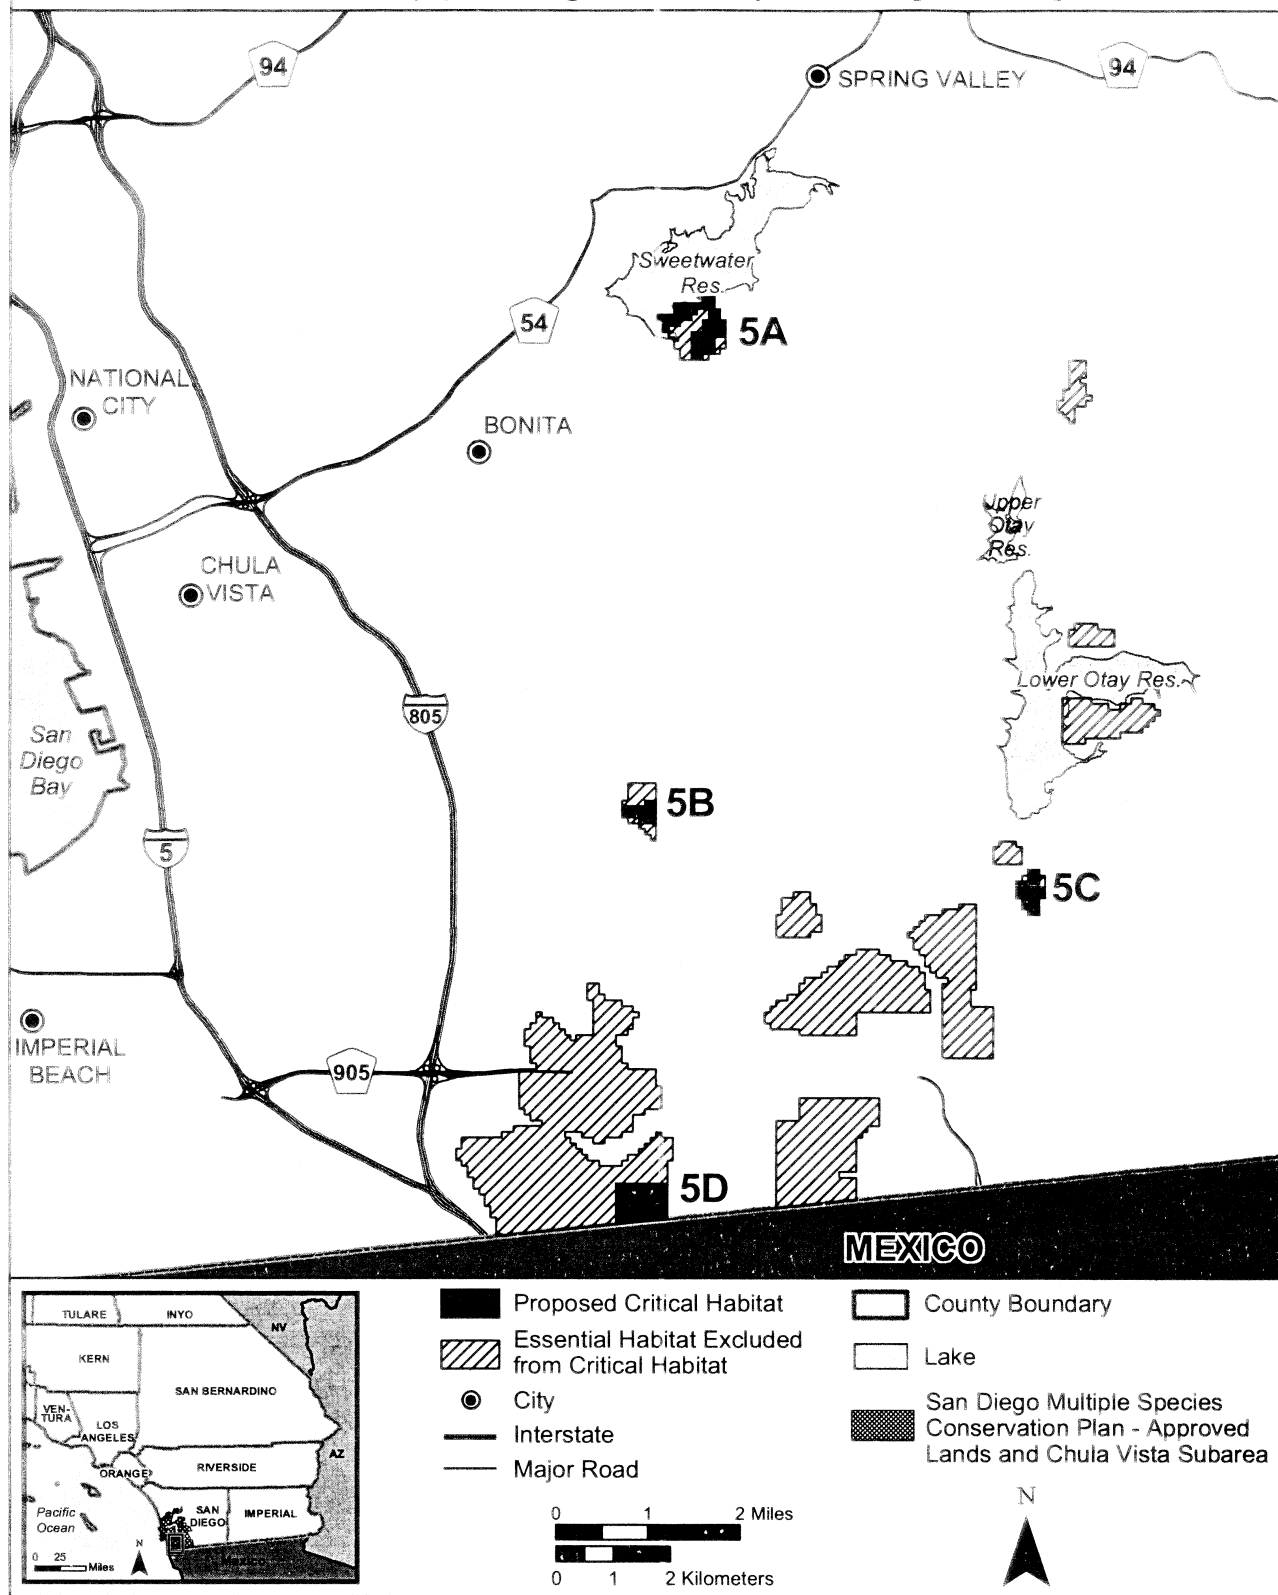 94
SPRING VALLEY
94
Sweetwater
Res.
5A
54
NATIONAL
CITY
BONITA
Upper
Otay
Res.
CHULA
VISTA
Lower Otay Res.
805
San
Diego
Bay
5B
5
5C
IMPERIAL
BEACH
905
5D
MEXICO
TULARE
INYO
NV
KERN
SAN BERNARDINO
VEN-
TURA
LOS
ANGELES
AZ
ORANGE
RIVERSIDE
SAN
DIEGO
IMPERIAL
Pacific
Ocean
N
0 25
Miles
Mexico
Proposed Critical Habitat
Essential Habitat Excluded
from Critical Habitat
City
Interstate
Major Road
County Boundary
Lake
San Diego Multiple Species
Conservation Plan - Approved
Lands and Chula Vista Subarea
0 1 2 Miles
0 1 2 Kilometers
N